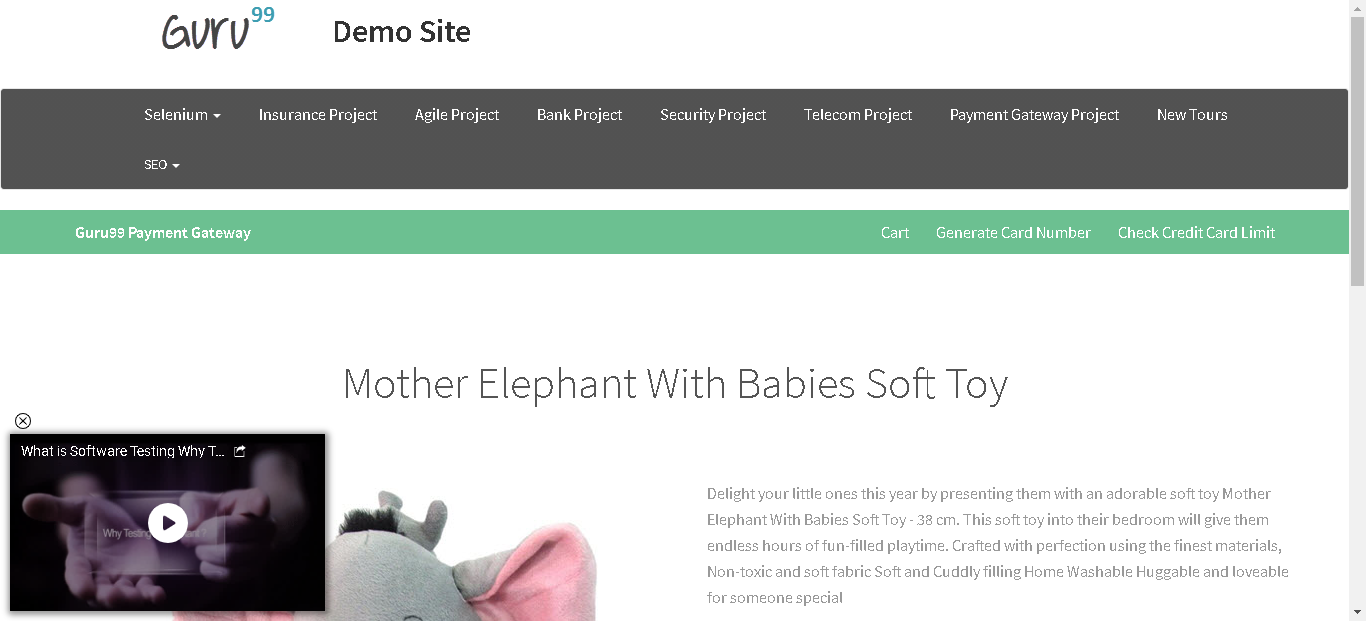 Guru99
Demo Site
Selenium
Insurance Project
Agile Project
Bank Project
Security Project
Telecom Project
Payment Gateway Project
New Tours
SEO
Guru99 Payment Gateway
Cart
Generate Card Number
Check Credit Card Limit
Mother Elephant With Babies Soft Toy
What is Software Testing Why T...
Why Testing
Delight your little ones this year by presenting them with an adorable soft toy Mother
Elephant With Babies Soft Toy - 38 cm. This soft toy into their bedroom will give them
endless hours of fun-filled playtime. Crafted with perfection using the finest materials,
Non-toxic and soft fabric Soft and Cuddly filling Home Washable Huggable and loveable
for someone special